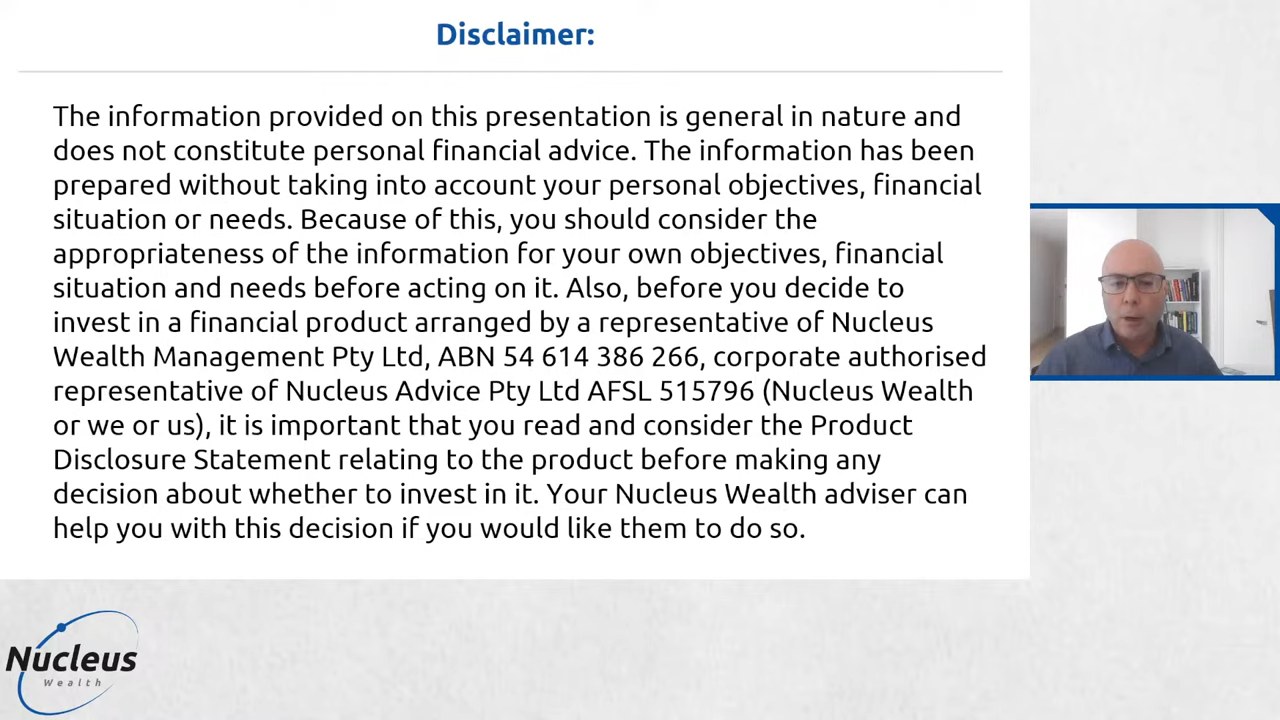 Disclaimer:
The information provided on this presentation is general in nature and
does not constitute personal financial advice. The information has been
prepared without taking into account your personal objectives, financial
situation or needs. Because of this, you should consider the
appropriateness of the information for your own objectives, financial
situation and needs before acting on it. Also, before you decide to
invest in a financial product arranged by a representative of Nucleus
Wealth Management Pty Ltd, ABN 54 614 386 266, corporate authorised
representative of Nucleus Advice Pty Ltd AFSL 515796 (Nucleus Wealth
or we or us), it is important that you read and consider the Product
Disclosure Statement relating to the product before making any
decision about whether to invest in it. Your Nucleus Wealth adviser can
help you with this decision if you would like them to do so.
Nucleus
Wealth